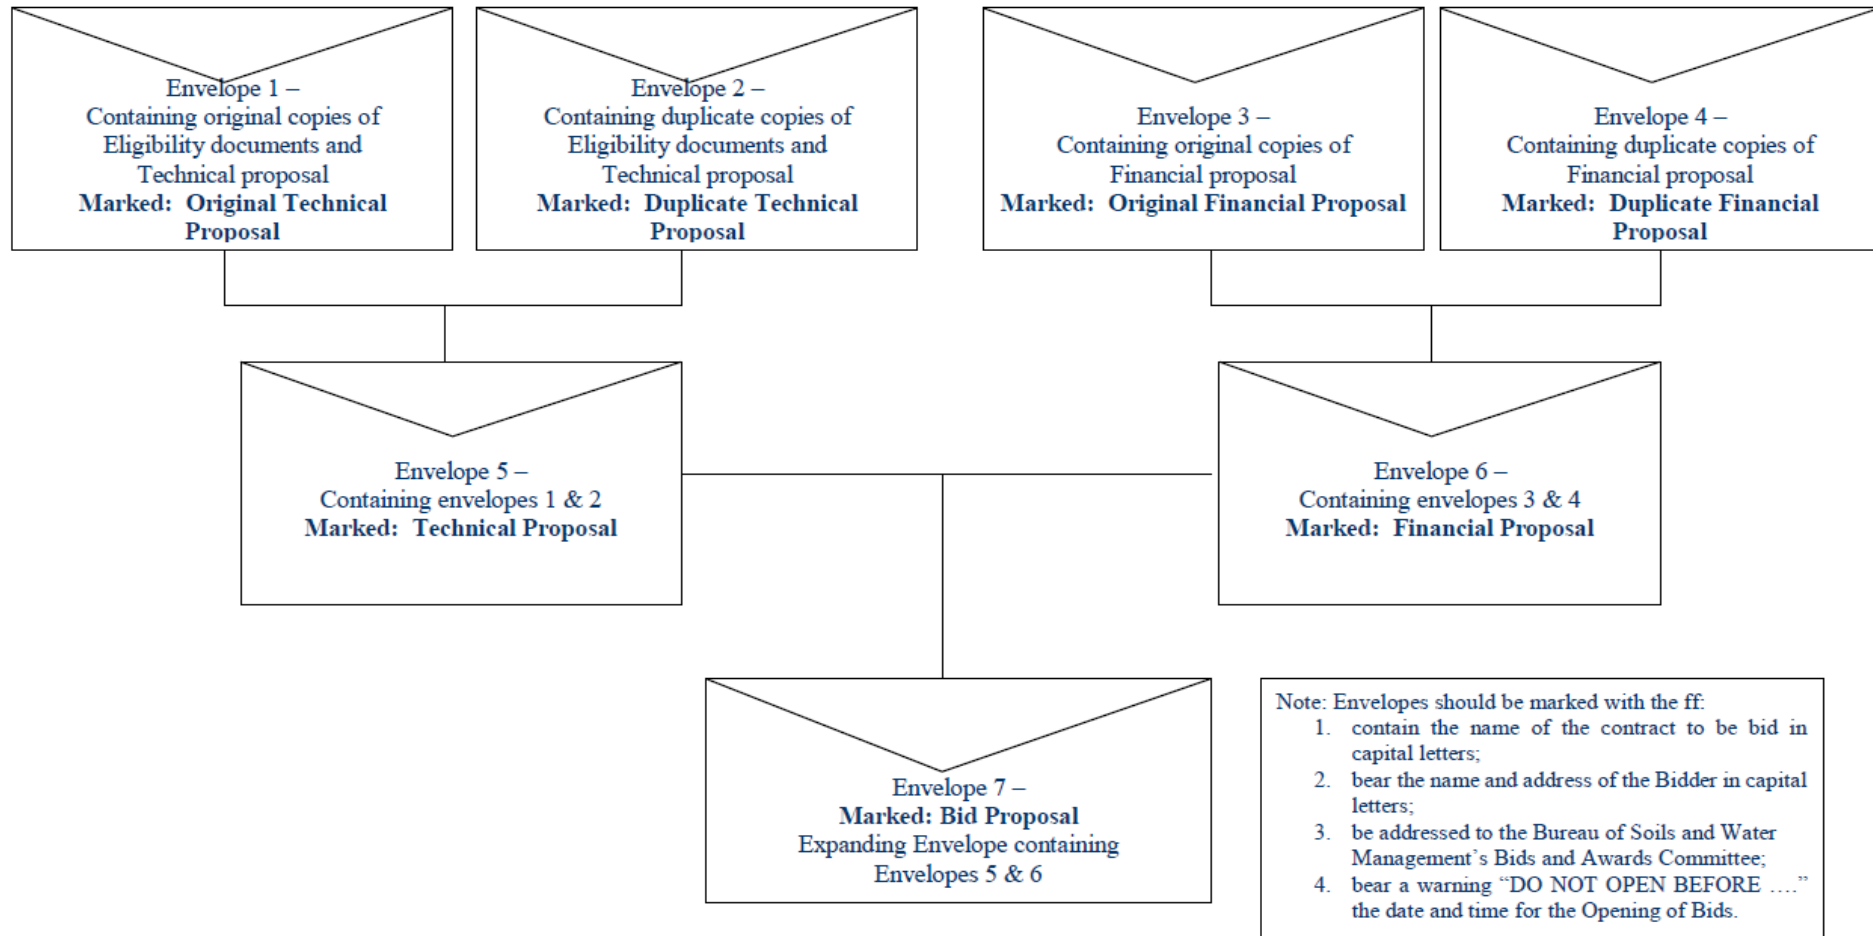 Envelope 1 –
Containing original copies of
Eligibility documents and
Technical proposal
Marked: Original Technical
Proposal
Envelope 2 –
Containing duplicate copies of
Eligibility documents and
Technical proposal
Marked: Duplicate Technical
Proposal
Envelope 3 –
Containing original copies of
Financial proposal
Marked: Original Financial Proposal
Envelope 4 –
Containing duplicate copies of
Financial proposal
Marked: Duplicate Financial
Proposal
Envelope 5 –
Containing envelopes 1 & 2
Marked: Technical Proposal
Envelope 6 –
Containing envelopes 3 & 4
Marked: Financial Proposal
Envelope 7 –
Marked: Bid Proposal
Expanding Envelope containing
Envelopes 5 & 6
Note: Envelopes should be marked with the ff:
1. contain the name of the contract to be bid in
capital letters;
2. bear the name and address of the Bidder in capital
letters;
3. be addressed to the Bureau of Soils and Water
Management’s Bids and Awards Committee;
4. bear a warning “DO NOT OPEN BEFORE ….”
the date and time for the Opening of Bids.